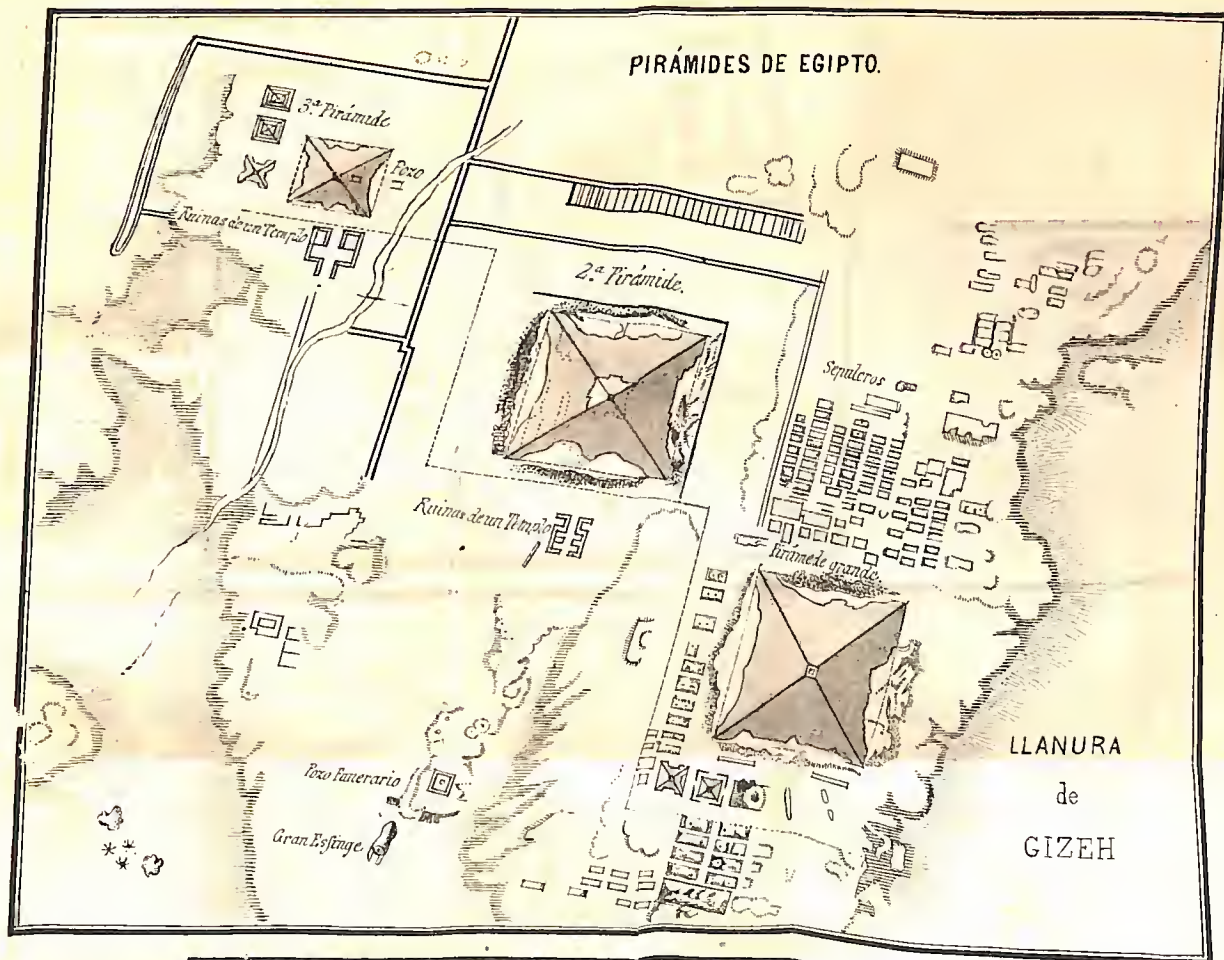 PIRÁMIDES DE EGIPTO.
3.ª Pirámide
Pozo
Ruinas de un Templo
2.ª Pirámide.
Sepulcros
Ruinas de un Templo
Pirámede grande.
Pozo Funerario
Gran Esfinge
LLANURA
de
GIZEH